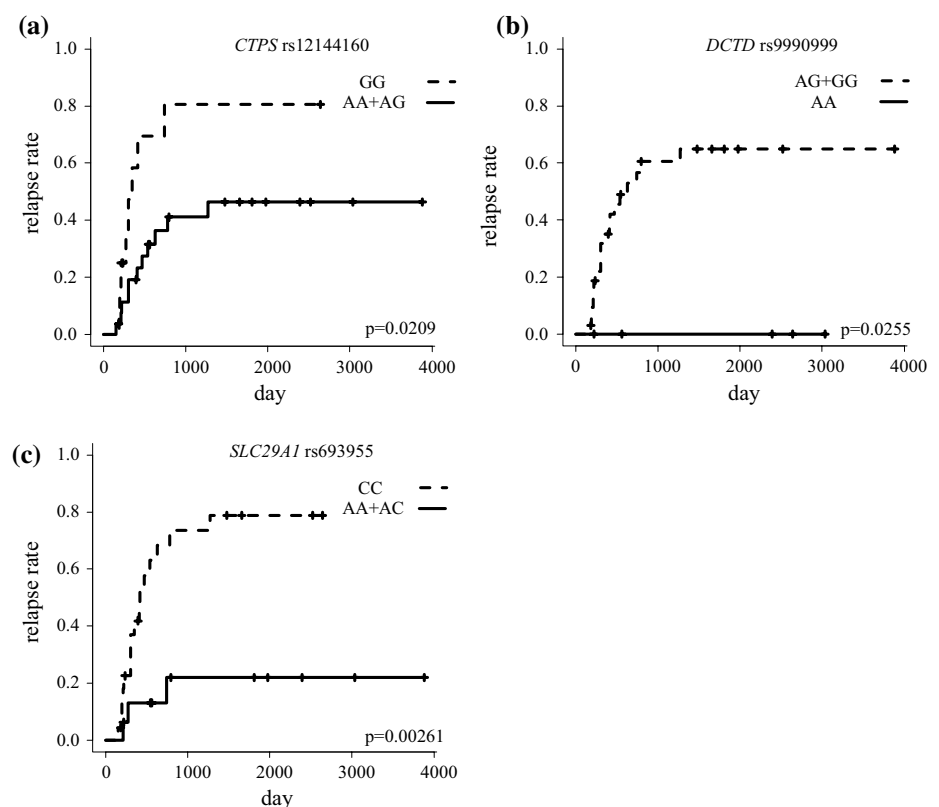 (a)
CTPS rs12144160
GG
AA+AG
1.0
0.8
0.6
0.4
0.2
0.0
relapse rate
p=0.0209
0 1000 2000 3000 4000
day
(b)
DCTD rs9990999
AG+GG
AA
1.0
0.8
0.6
0.4
0.2
0.0
relapse rate
p=0.0255
0 1000 2000 3000 4000
day
(c)
SLC29A1 rs693955
CC
AA+AC
1.0
0.8
0.6
0.4
0.2
0.0
relapse rate
p=0.00261
0 1000 2000 3000 4000
day